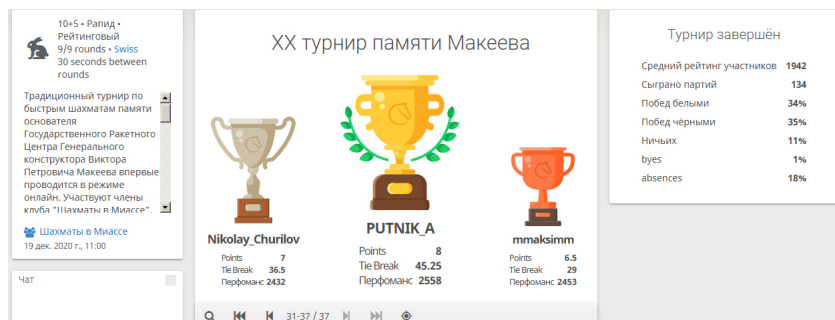 10+5 • Рапид •
Рейтинговый
9/9 rounds • Swiss
30 seconds between
rounds
Традиционный турнир по
быстрым шахматам памяти
основателя
Государственного Ракетного
Центра Генерального
конструктора Виктора
Петровича Макеева впервые
проводится в режиме
онлайн. Участвуют члены
клуба "Шахматы в Миассе".
Шахматы в Миассе
19 дек. 2020 г., 11:00
Чат
XX турнир памяти Макеева
Nikolay_Churilov
Points 7
Tie Break 36.5
Перфоманс 2432
PUTNIK_A
Points 8
Tie Break 45.25
Перфоманс 2558
mmaksimm
Points 6.5
Tie Break 29
Перфоманс 2453
31-37 / 37
Турнир завершён
Средний рейтинг участников 1942
Сыграно партий 134
Побед белыми 34%
Побед чёрными 35%
Ничьих 11%
byes 1%
absences 18%